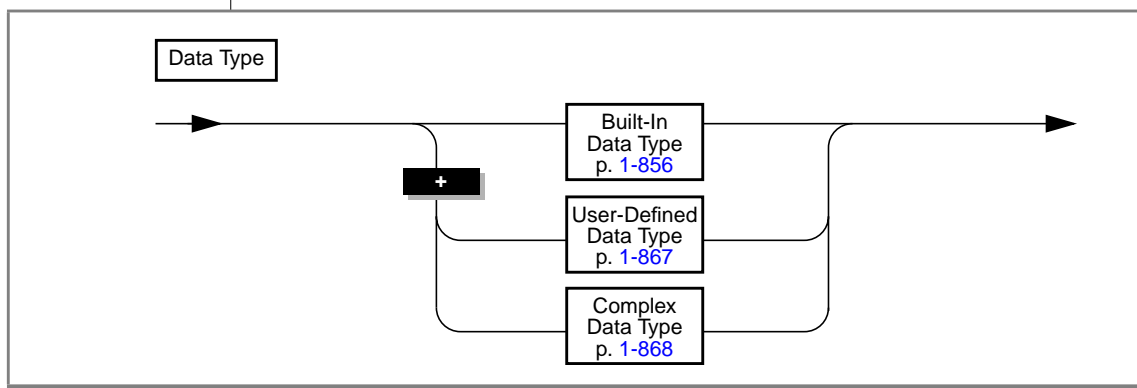 Data Type
Built-In
Data Type
p. 1-856
+
User-Defined
Data Type
p. 1-867
Complex
Data Type
p. 1-868